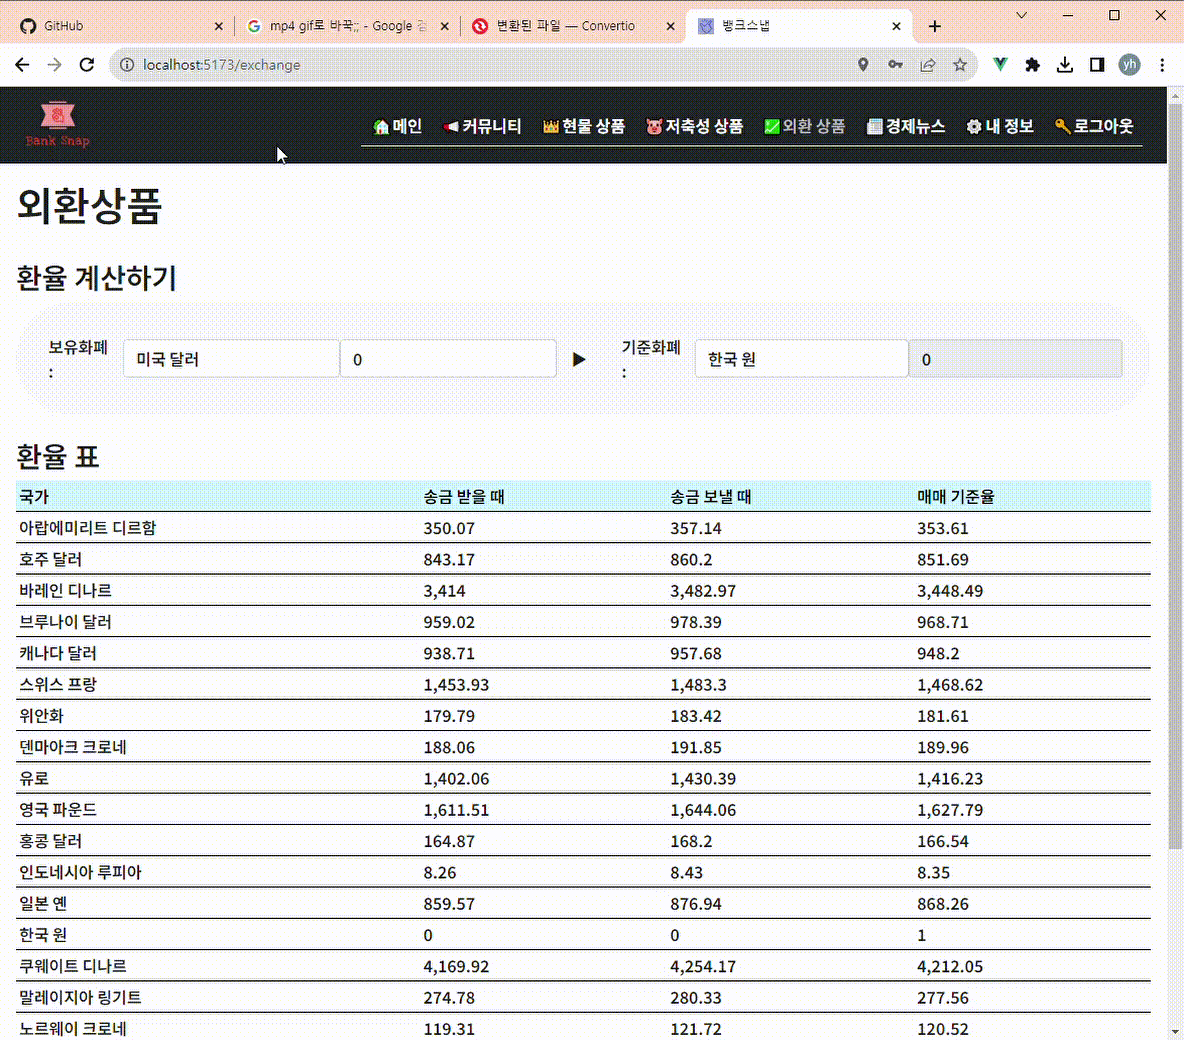 GitHub
mp4 gif로 바꾹;; - Google 검
변환된 파일 — Convertio
뱅크스냅
localhost:5173/exchange
yh
Bank Snap
메인
커뮤니티
현물 상품
저축성 상품
외환 상품
경제뉴스
내 정보
로그아웃
외환상품
환율 계산하기
보유화폐 :
미국 달러
0
기준화폐 :
한국 원
0
환율 표
국가 송금 받을 때 송금 보낼 때 매매 기준율
아랍에미리트 디르함 350.07 357.14 353.61
호주 달러 843.17 860.2 851.69
바레인 디나르 3,414 3,482.97 3,448.49
브루나이 달러 959.02 978.39 968.71
캐나다 달러 938.71 957.68 948.2
스위스 프랑 1,453.93 1,483.3 1,468.62
위안화 179.79 183.42 181.61
덴마아크 크로네 188.06 191.85 189.96
유로 1,402.06 1,430.39 1,416.23
영국 파운드 1,611.51 1,644.06 1,627.79
홍콩 달러 164.87 168.2 166.54
인도네시아 루피아 8.26 8.43 8.35
일본 옌 859.57 876.94 868.26
한국 원 0 0 1
쿠웨이트 디나르 4,169.92 4,254.17 4,212.05
말레이지아 링기트 274.78 280.33 277.56
노르웨이 크로네 119.31 121.72 120.52